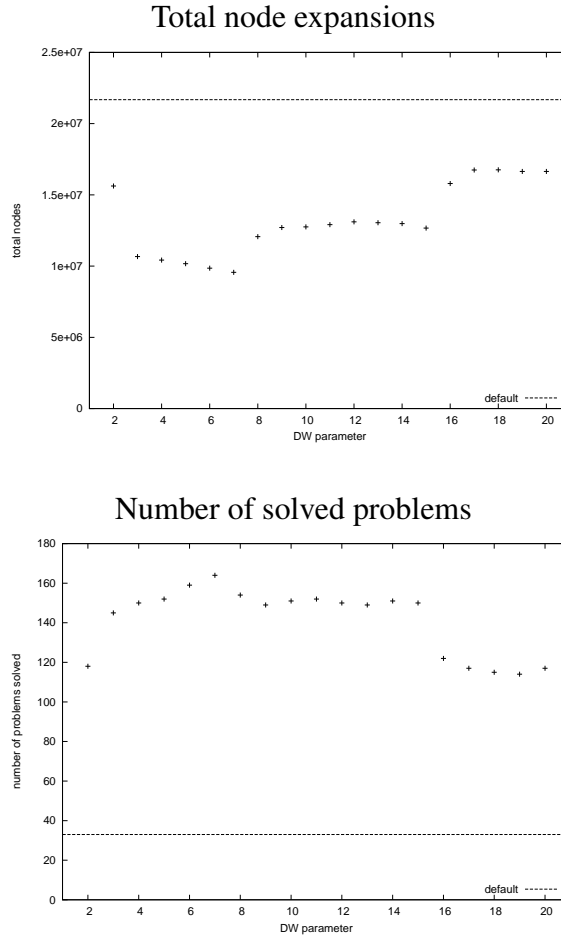 Total node expansions
2.5e+07
2e+07
1.5e+07
1e+07
5e+06
0
total nodes
default
2 4 6 8 10 12 14 16 18 20
DW parameter
Number of solved problems
180
160
140
120
100
80
60
40
20
0
number of problems solved
default
2 4 6 8 10 12 14 16 18 20
DW parameter